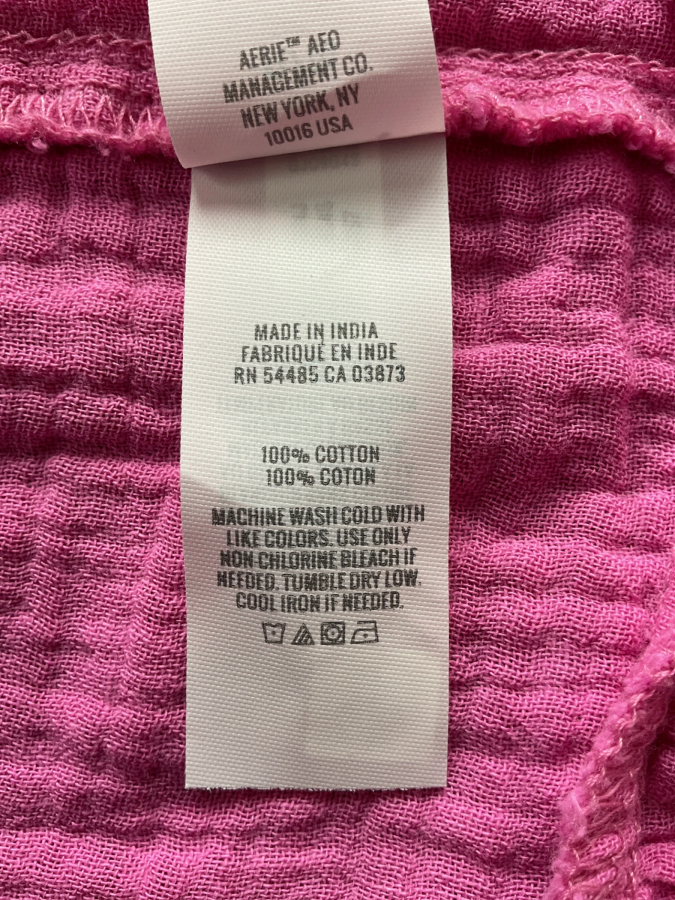 AERIE™ AEO
MANAGEMENT CO.
NEW YORK, NY
10016 USA
MADE IN INDIA
FABRIQUÉ EN INDE
RN 54485 CA 03873
100% COTTON
100% COTON
MACHINE WASH COLD WITH
LIKE COLORS. USE ONLY
NON-CHLORINE BLEACH IF
NEEDED. TUMBLE DRY LOW.
COOL IRON IF NEEDED.